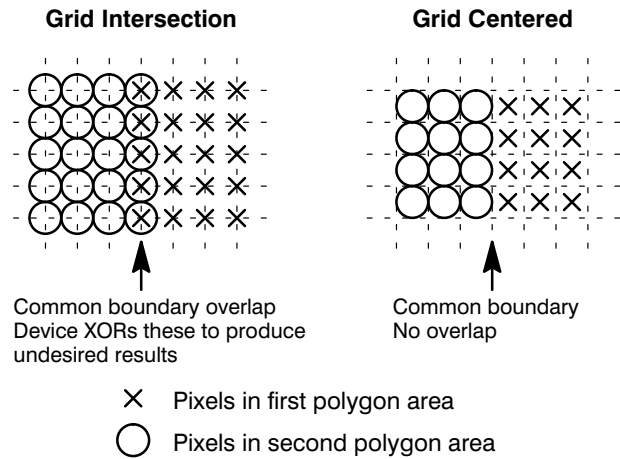 Grid Intersection
Grid Centered
Common boundary overlap
Device XORs these to produce
undesired results
Common boundary
No overlap
Pixels in first polygon area
Pixels in second polygon area